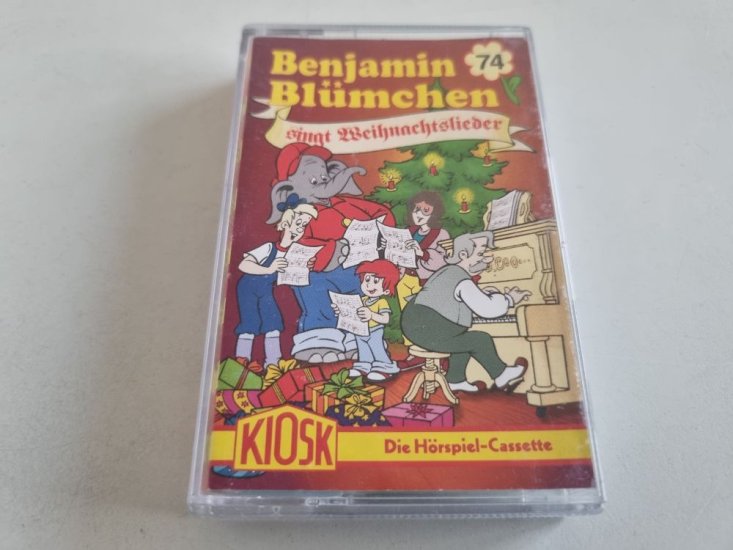 Benjamin
74
Blümchen
singt Weihnachtslieder
KIOSK
Die Hörspiel-Cassette